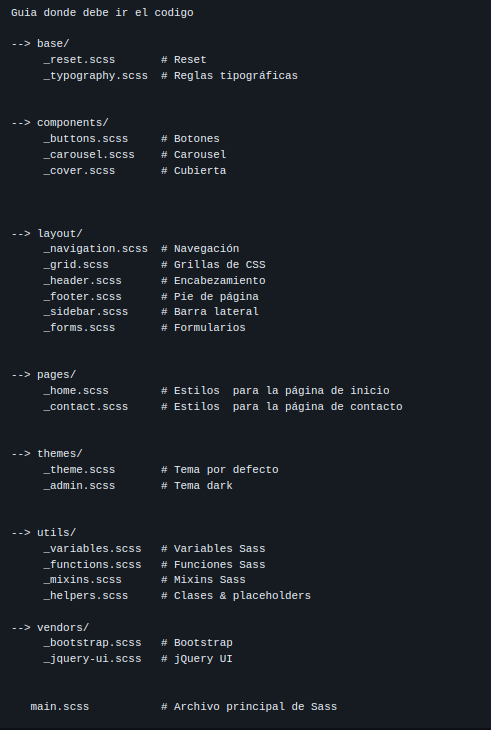 Guia donde debe ir el codigo
--> base/
_reset.scss # Reset
_typography.scss # Reglas tipográficas
--> components/
_buttons.scss # Botones
_carousel.scss # Carousel
_cover.scss # Cubierta
--> layout/
_navigation.scss # Navegación
_grid.scss # Grillas de CSS
_header.scss # Encabezamiento
_footer.scss # Pie de página
_sidebar.scss # Barra lateral
_forms.scss # Formularios
--> pages/
_home.scss # Estilos para la página de inicio
_contact.scss # Estilos para la página de contacto
--> themes/
_theme.scss # Tema por defecto
_admin.scss # Tema dark
--> utils/
_variables.scss # Variables Sass
_functions.scss # Funciones Sass
_mixins.scss # Mixins Sass
_helpers.scss # Clases & placeholders
--> vendors/
_bootstrap.scss # Bootstrap
_jquery-ui.scss # jQuery UI
main.scss # Archivo principal de Sass